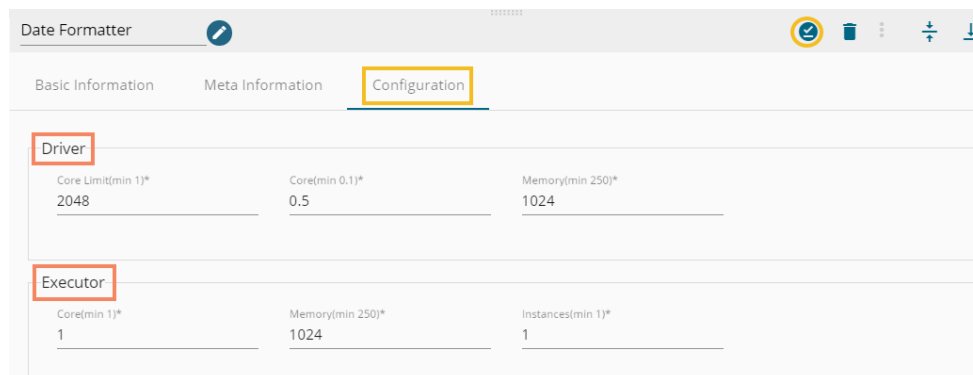 Date Formatter
Basic Information Meta Information Configuration
Driver
Core Limit(min 1)* Core(min 0.1)* Memory(min 250)*
2048 0.5 1024
Executor
Core(min 1)* Memory(min 250)* Instances(min 1)*
1 1024 1